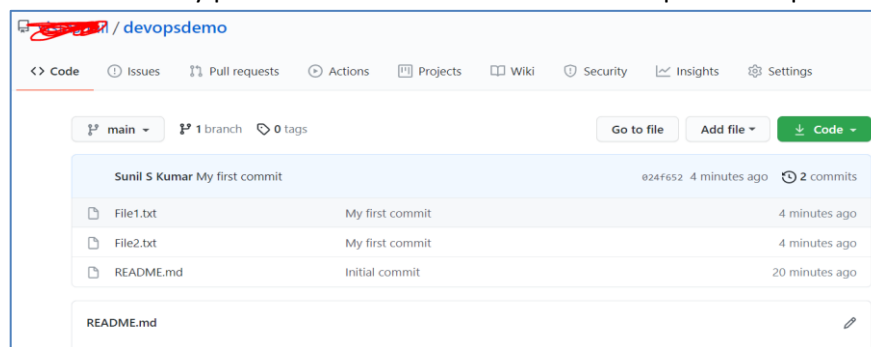 / devopsdemo
Code Issues Pull requests Actions Projects Wiki Security Insights Settings
main 1 branch 0 tags Go to file Add file Code
Sunil S Kumar My first commit 024f652 4 minutes ago 2 commits
File1.txt My first commit 4 minutes ago
File2.txt My first commit 4 minutes ago
README.md Initial commit 20 minutes ago
README.md